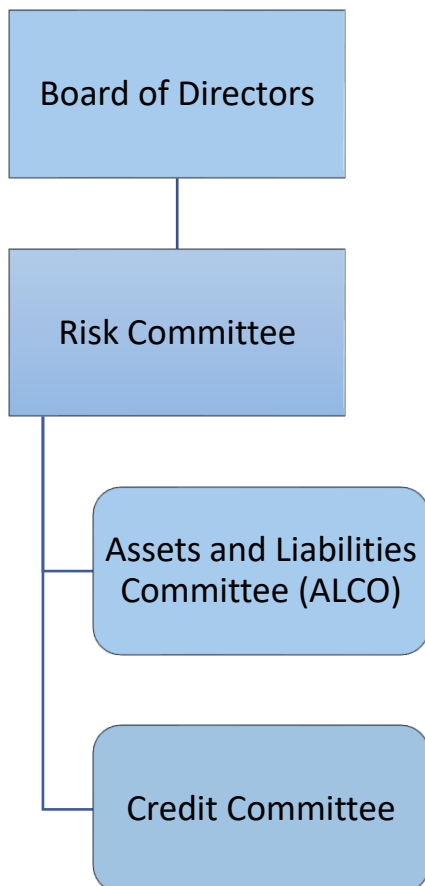 Board of Directors
Risk Committee
Assets and Liabilities
Committee (ALCO)
Credit Committee